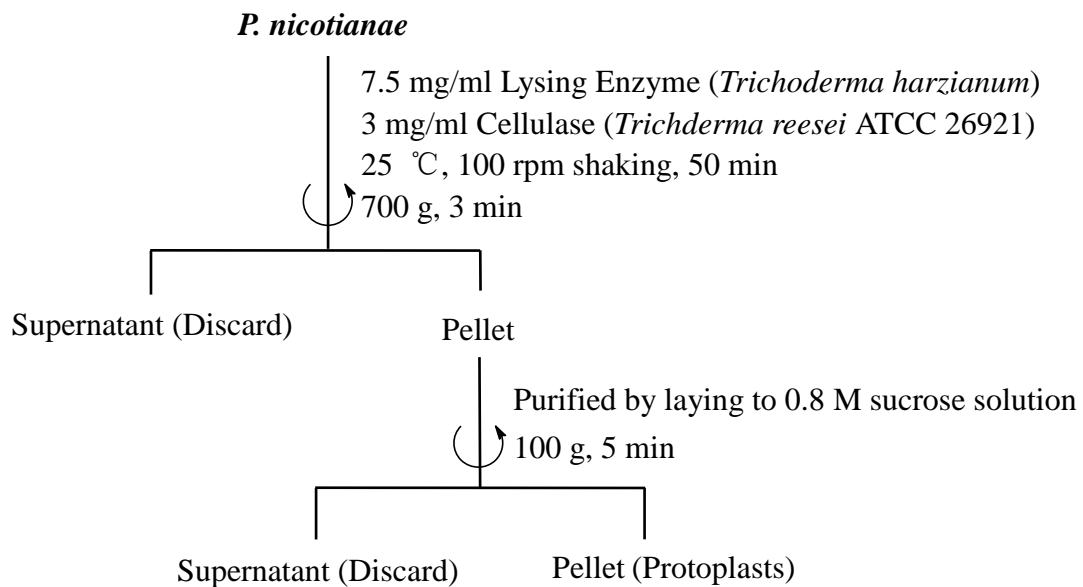 P. nicotianae
7.5 mg/ml Lysing Enzyme (Trichoderma harzianum)
3 mg/ml Cellulase (Trichderma reesei ATCC 26921)
25 ℃, 100 rpm shaking, 50 min
700 g, 3 min
Supernatant (Discard)
Pellet
Purified by laying to 0.8 M sucrose solution
100 g, 5 min
Supernatant (Discard)
Pellet (Protoplasts)